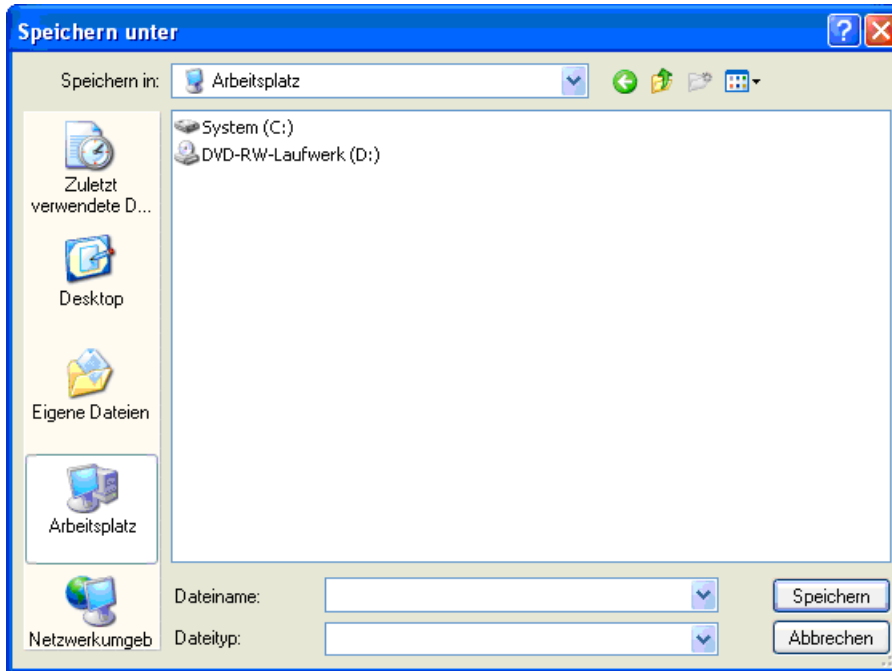 Speichern unter
Speichern in: Arbeitsplatz
System (C:)
DVD-RW-Laufwerk (D:)
Zuletzt
verwendete D...
Desktop
Eigene Dateien
Arbeitsplatz
Netzwerkumgeb
Dateiname:
Speichern
Dateityp:
Abbrechen